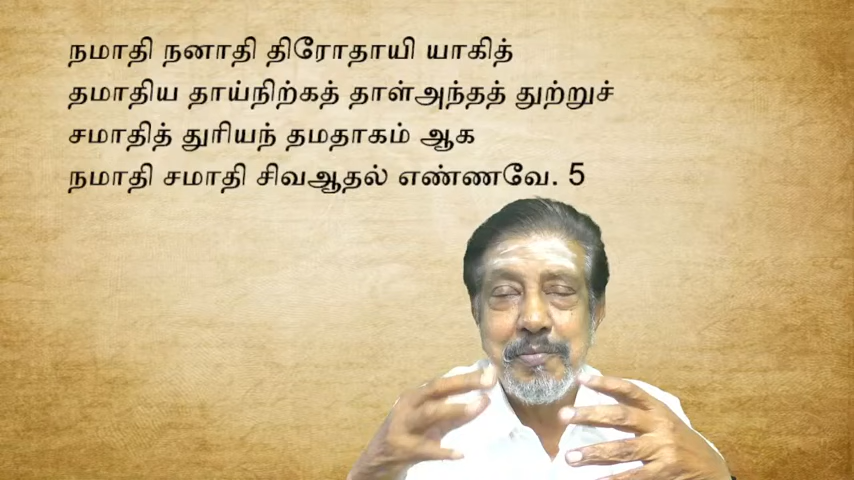 நமாதி நனாதி திரோதாயி யாகித்
தமாதிய தாய்நிற்கத் தாள்அந்தத் துற்றுச்
சமாதித் துரியந் தமதாகம் ஆக
நமாதி சமாதி சிவஆதல் எண்ணவே. 5